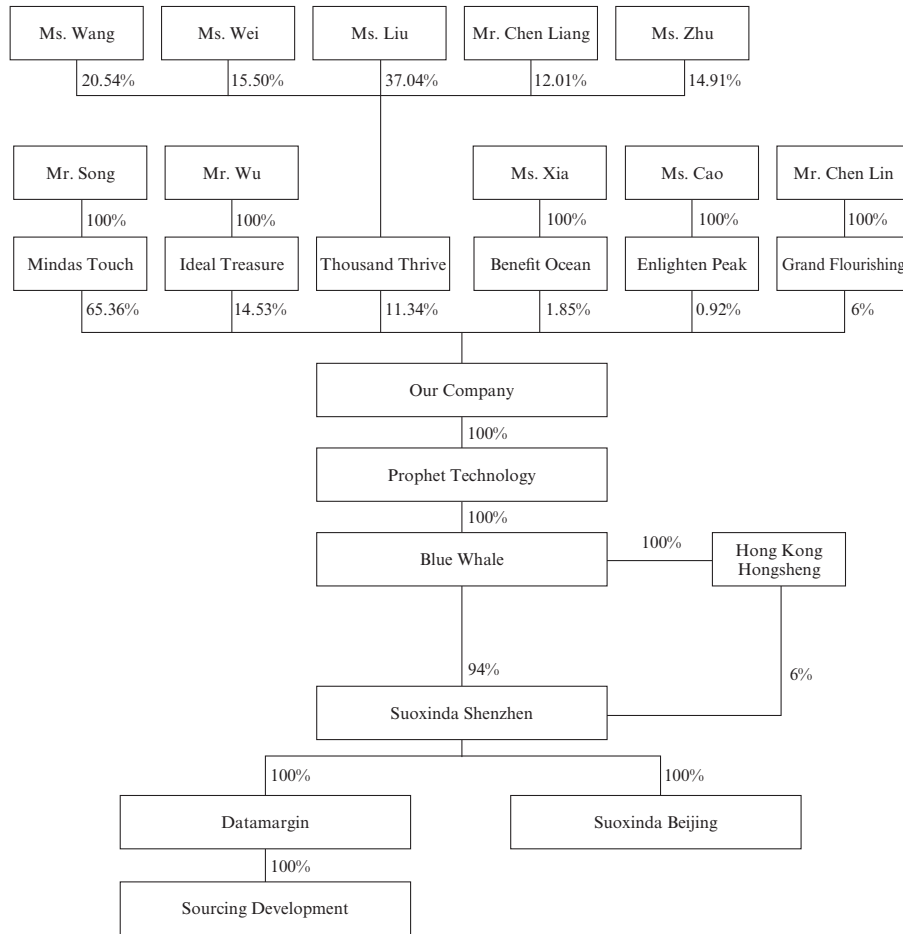 Ms. Wang
Ms. Wei
Ms. Liu
Mr. Chen Liang
Ms. Zhu
20.54%
15.50%
37.04%
12.01%
14.91%
Mr. Song
Mr. Wu
Ms. Xia
Ms. Cao
Mr. Chen Lin
100%
100%
100%
100%
100%
Mindas Touch
Ideal Treasure
Thousand Thrive
Benefit Ocean
Enlighten Peak
Grand Flourishing
65.36%
14.53%
11.34%
1.85%
0.92%
6%
Our Company
100%
Prophet Technology
100%
Blue Whale
100%
Hong Kong
Hongsheng
94%
6%
Suoxinda Shenzhen
100%
100%
Datamargin
Suoxinda Beijing
100%
Sourcing Development